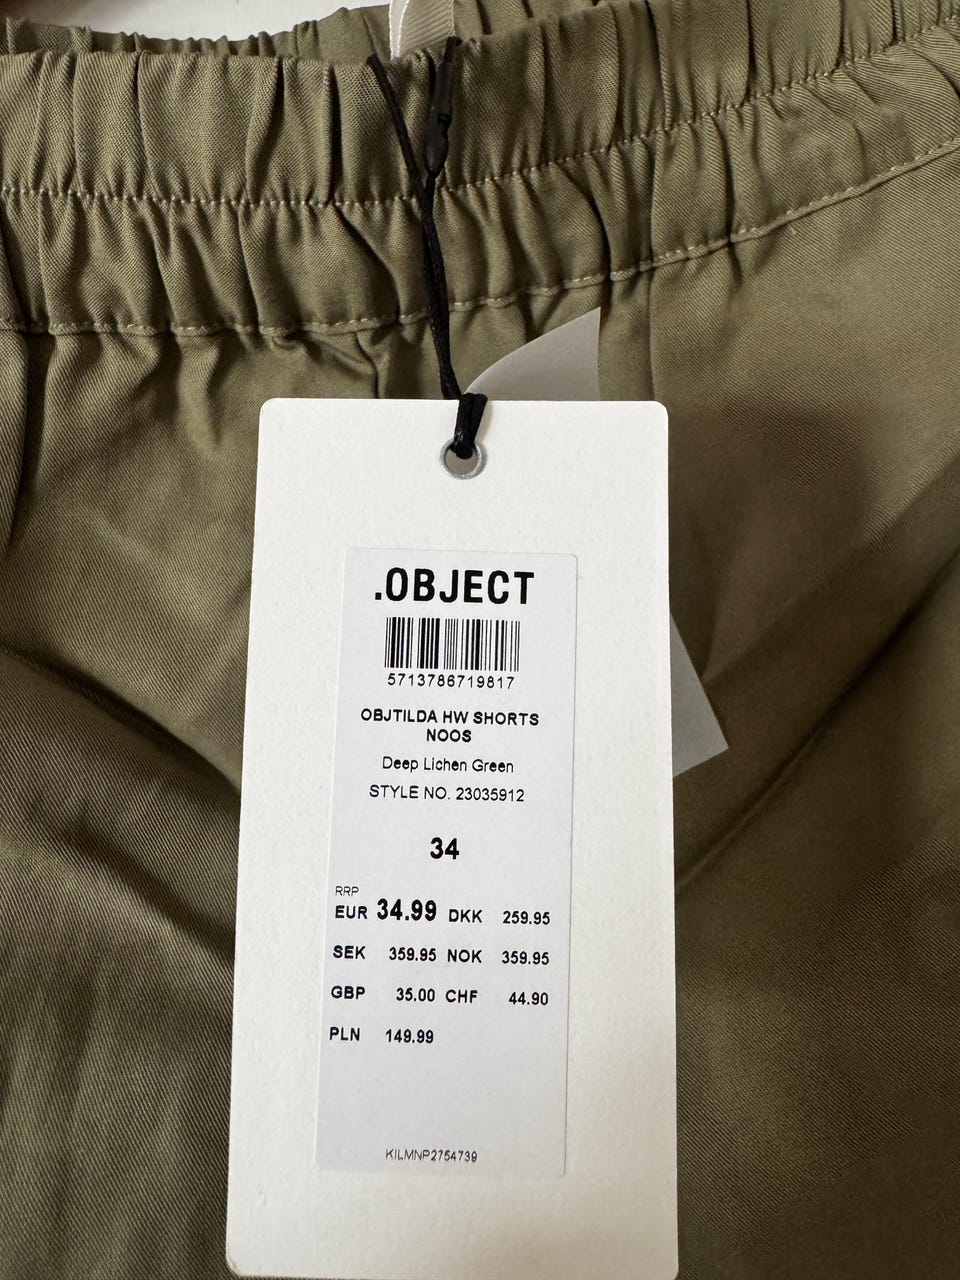 .OBJECT
5713786719817
OBJTILDA HW SHORTS
NOOS
Deep Lichen Green
STYLE NO. 23035912
34
RRP
EUR 34.99 DKK 259.95
SEK 359.95 NOK 359.95
GBP 35.00 CHF 44.90
PLN 149.99
KILMNP2754739